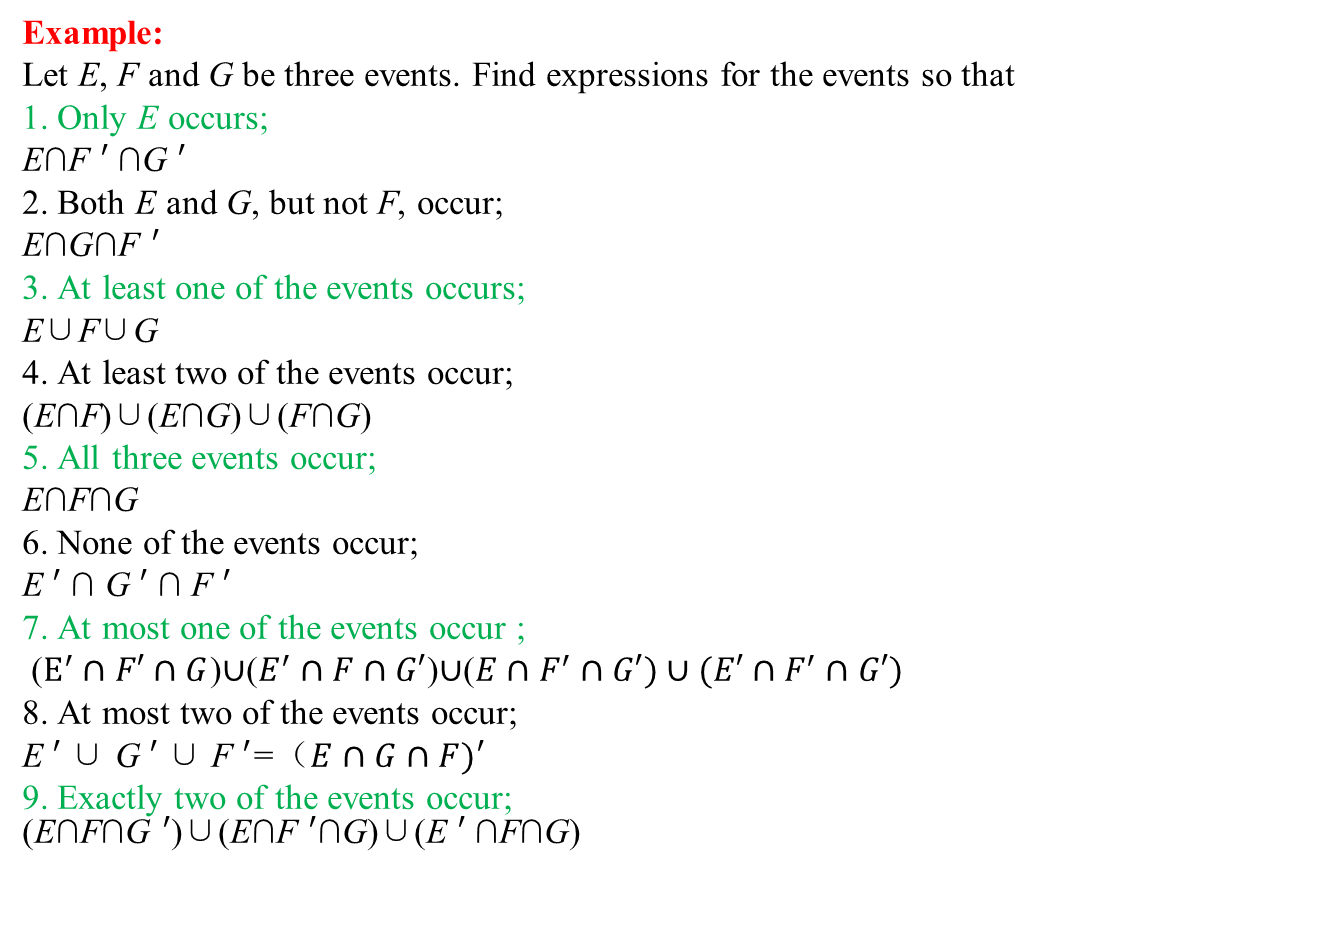 Example:
Let E, F and G be three events. Find expressions for the events so that
1. Only E occurs;
E∩F ′ ∩G ′
2. Both E and G, but not F, occur;
E∩G∩F ′
3. At least one of the events occurs;
E∪F∪G
4. At least two of the events occur;
(E∩F)∪(E∩G)∪(F∩G)
5. All three events occur;
E∩F∩G
6. None of the events occur;
E ′ ∩ G ′ ∩ F ′
7. At most one of the events occur ;
(E′ ∩ F′ ∩ G)∪(E′ ∩ F ∩ G′)∪(E ∩ F′ ∩ G′) ∪ (E′ ∩ F′ ∩ G′)
8. At most two of the events occur;
E ′ ∪ G ′ ∪ F ′=（E ∩ G ∩ F)′
9. Exactly two of the events occur;
(E∩F∩G ′)∪(E∩F ′∩G)∪(E ′ ∩F∩G)